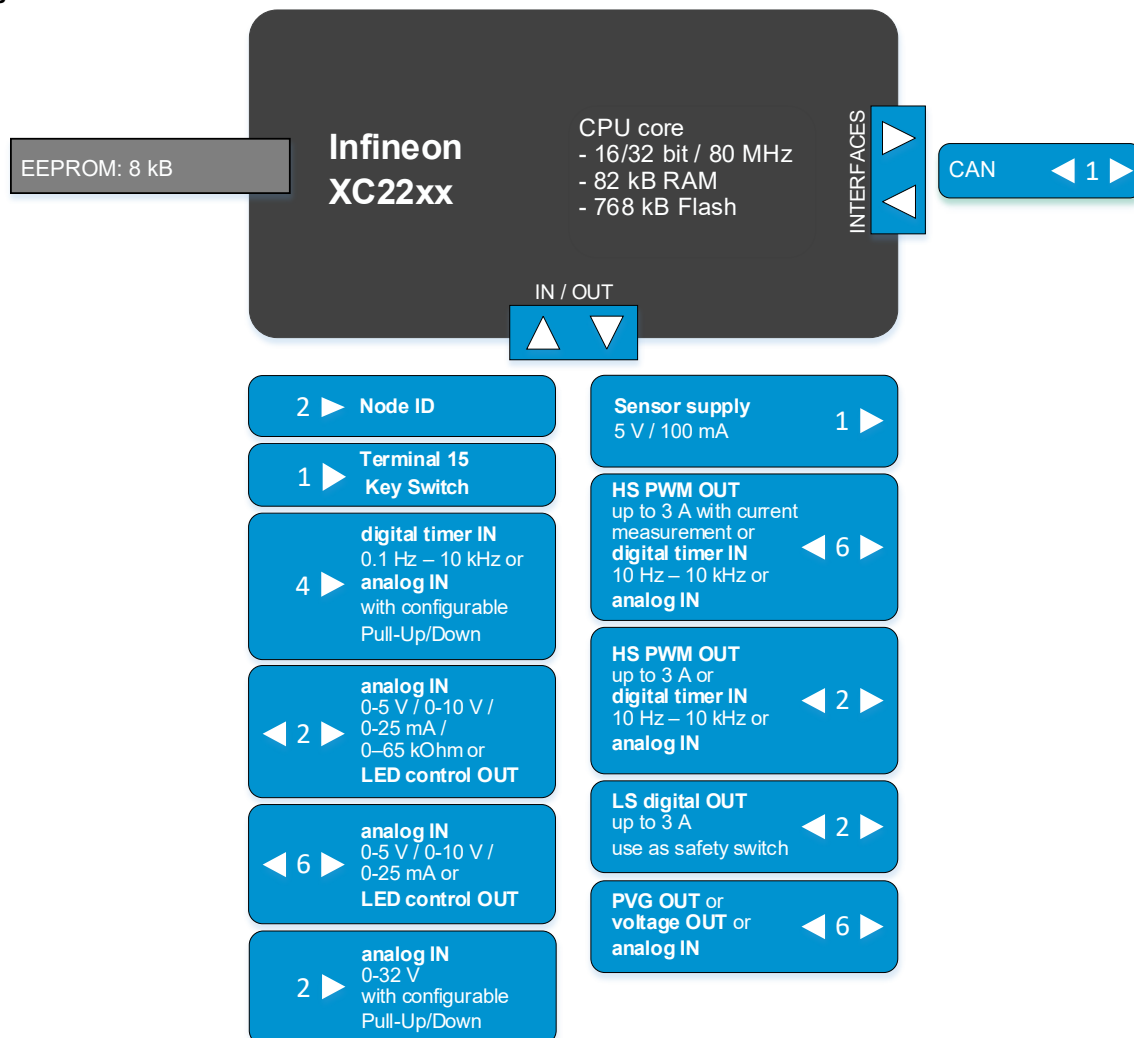 EEPROM: 8 kB
Infineon
XC22xx
CPU core
- 16/32 bit / 80 MHz
- 82 kB RAM
- 768 kB Flash
INTERFACES
CAN 1
IN / OUT
2 Node ID
1 Terminal 15
Key Switch
4 digital timer IN
0.1 Hz – 10 kHz or
analog IN
with configurable
Pull-Up/Down
2 analog IN
0-5 V / 0-10 V /
0-25 mA /
0–65 kOhm or
LED control OUT
6 analog IN
0-5 V / 0-10 V /
0-25 mA or
LED control OUT
2 analog IN
0-32 V
with configurable
Pull-Up/Down
Sensor supply
5 V / 100 mA 1
HS PWM OUT
up to 3 A with current
measurement or
digital timer IN 6
10 Hz – 10 kHz or
analog IN
HS PWM OUT
up to 3 A or
digital timer IN 2
10 Hz – 10 kHz or
analog IN
LS digital OUT
up to 3 A 2
use as safety switch
PVG OUT or
voltage OUT or 6
analog IN